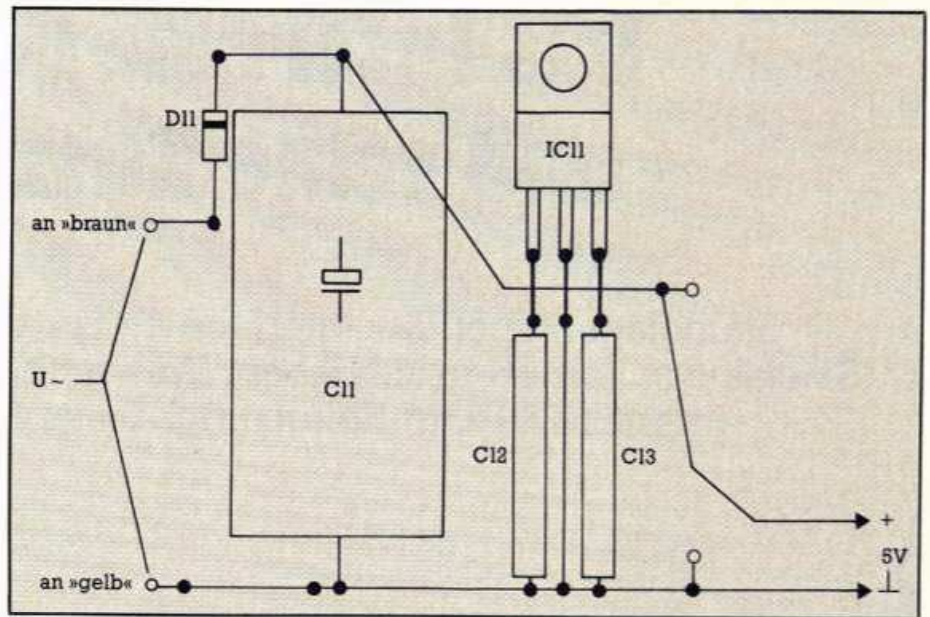 D11
IC11
an »braun«
U~
C11
C12
C13
+
5V
⊥
an »gelb«